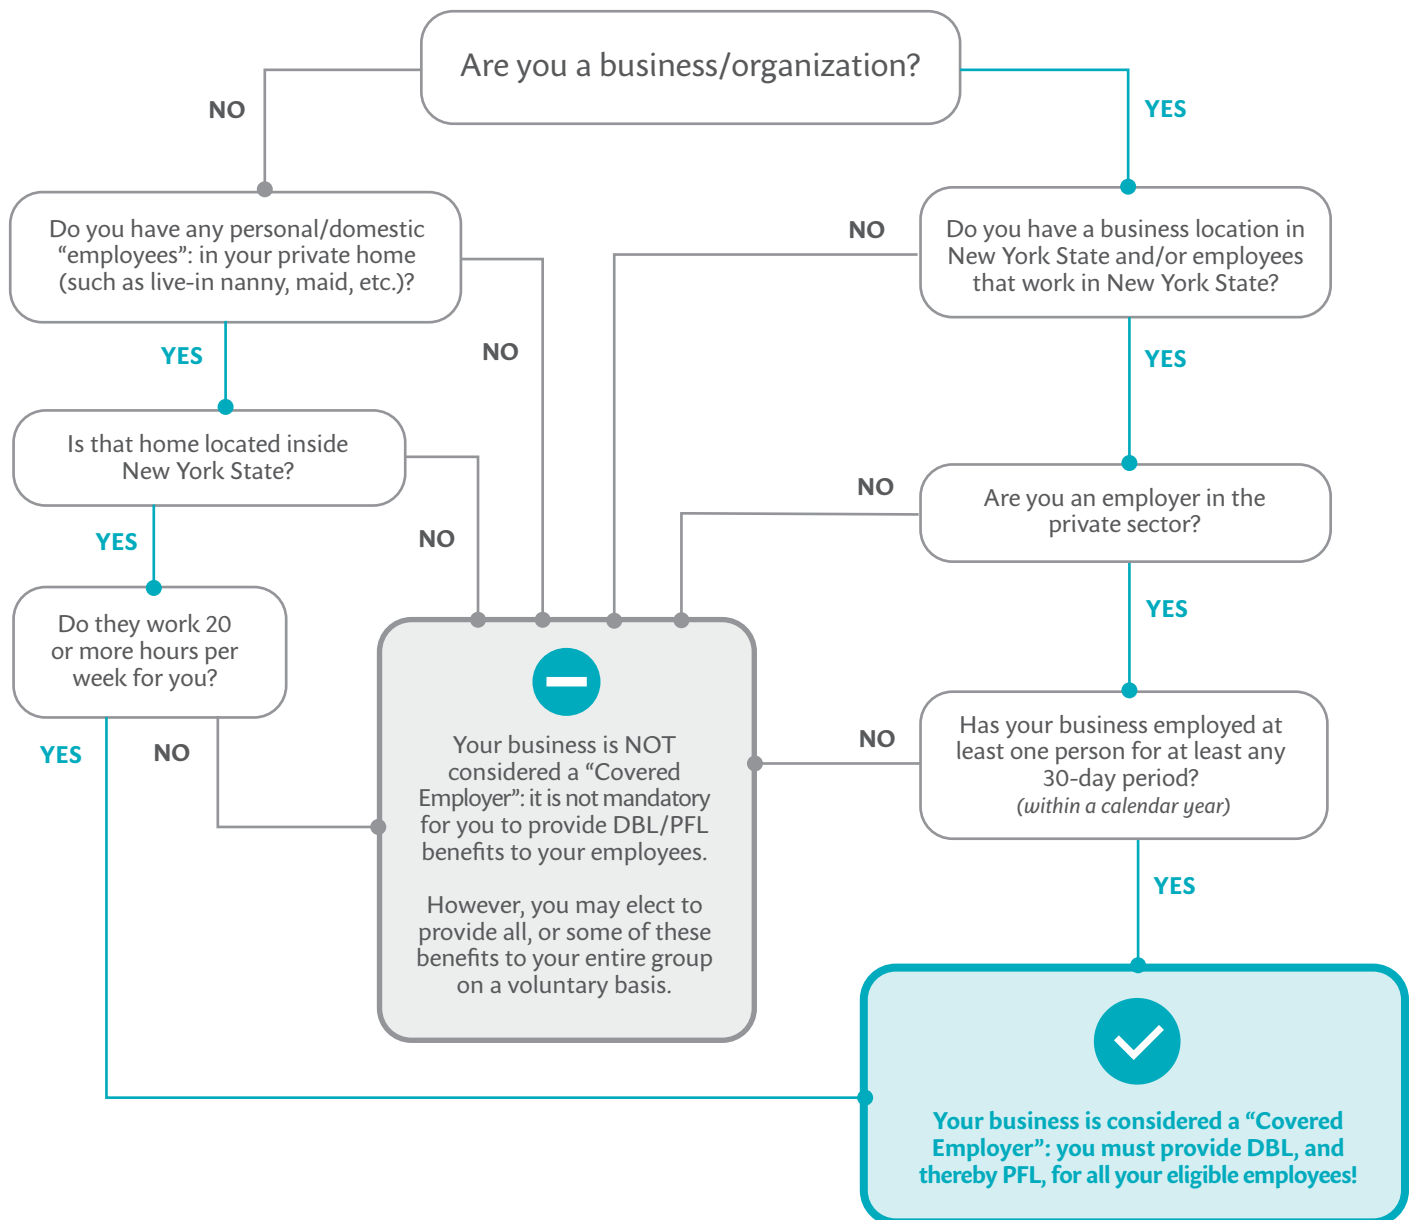 Are you a business/organization?
NO
YES
Do you have any personal/domestic
“employees”: in your private home
(such as live-in nanny, maid, etc.)?
NO
Do you have a business location in
New York State and/or employees
that work in New York State?
YES
NO
YES
Is that home located inside
New York State?
NO
Are you an employer in the
private sector?
YES
NO
YES
Do they work 20
or more hours per
week for you?
YES
NO
Your business is NOT
considered a “Covered
Employer”: it is not mandatory
for you to provide DBL/PFL
benefits to your employees.
However, you may elect to
provide all, or some of these
benefits to your entire group
on a voluntary basis.
NO
Has your business employed at
least one person for at least any
30-day period?
(within a calendar year)
YES
Your business is considered a “Covered
Employer”: you must provide DBL, and
thereby PFL, for all your eligible employees!